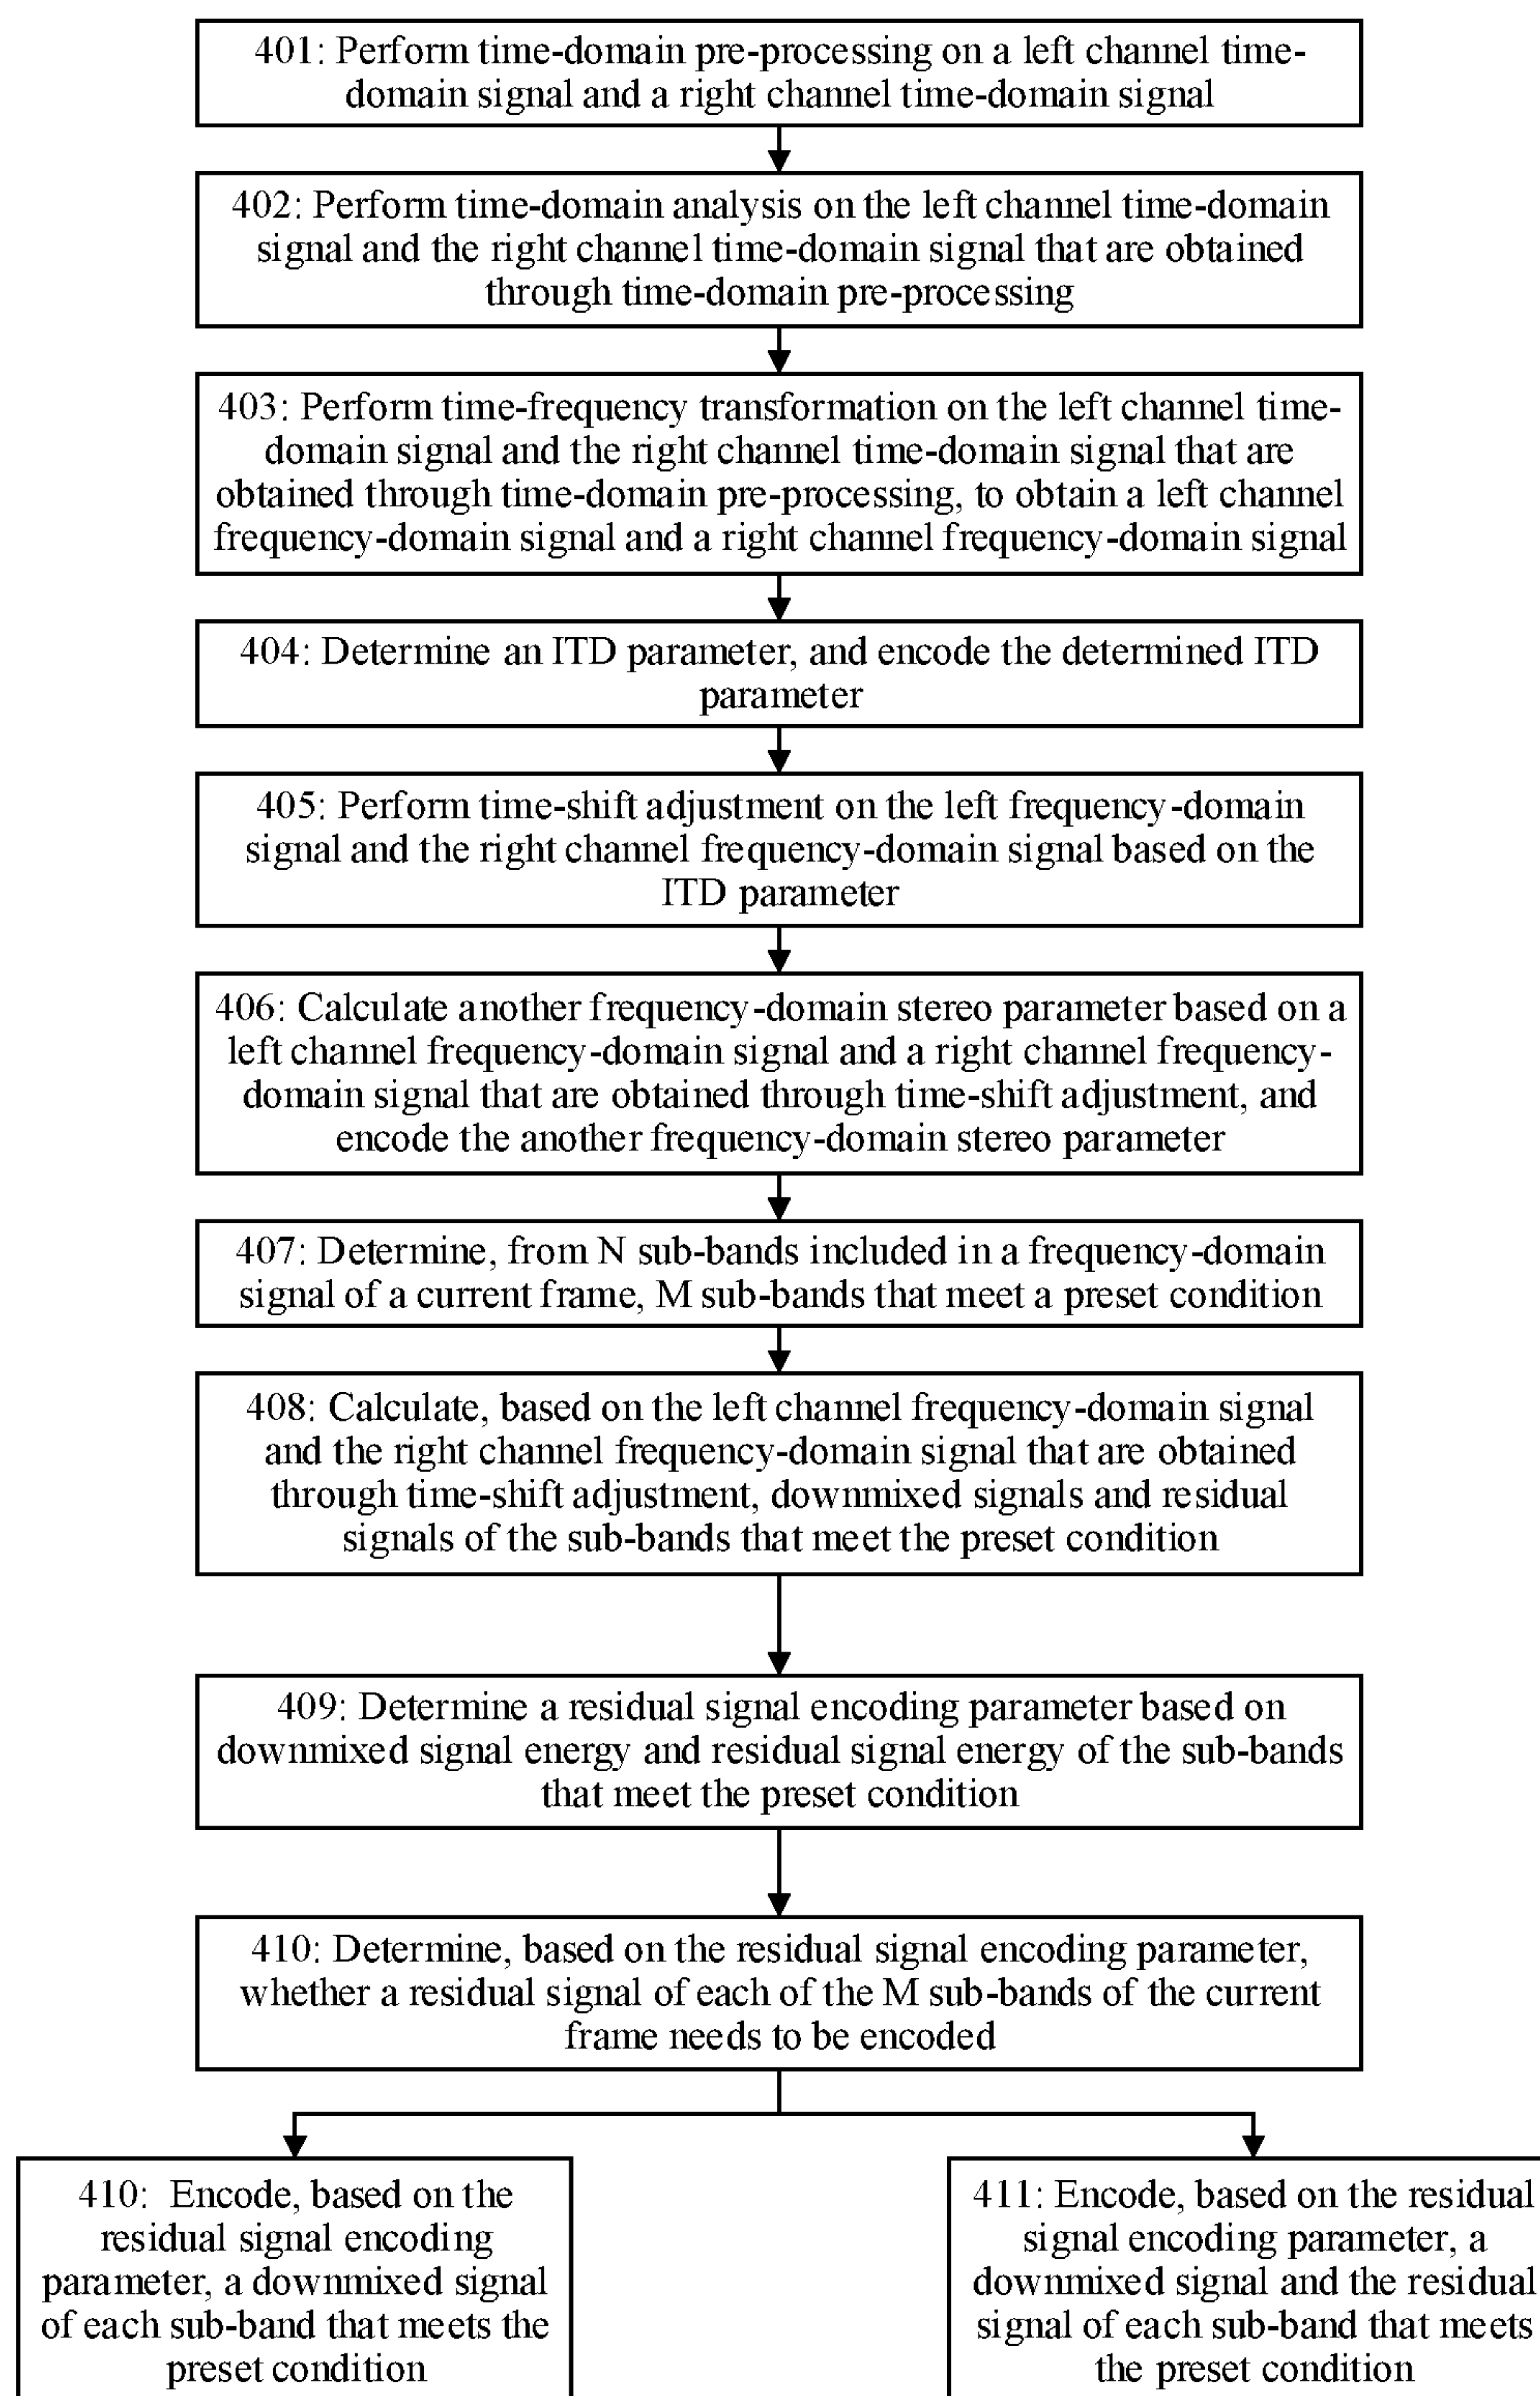 401: Perform time-domain pre-processing on a left channel time-
domain signal and a right channel time-domain signal
402: Perform time-domain analysis on the left channel time-domain
signal and the right channel time-domain signal that are obtained
through time-domain pre-processing
403: Perform time-frequency transformation on the left channel time-
domain signal and the right channel time-domain signal that are
obtained through time-domain pre-processing, to obtain a left channel
frequency-domain signal and a right channel frequency-domain signal
404: Determine an ITD parameter, and encode the determined ITD
parameter
405: Perform time-shift adjustment on the left frequency-domain
signal and the right channel frequency-domain signal based on the
ITD parameter
406: Calculate another frequency-domain stereo parameter based on a
left channel frequency-domain signal and a right channel frequency-
domain signal that are obtained through time-shift adjustment, and
encode the another frequency-domain stereo parameter
407: Determine, from N sub-bands included in a frequency-domain
signal of a current frame, M sub-bands that meet a preset condition
408: Calculate, based on the left channel frequency-domain signal
and the right channel frequency-domain signal that are obtained
through time-shift adjustment, downmixed signals and residual
signals of the sub-bands that meet the preset condition
409: Determine a residual signal encoding parameter based on
downmixed signal energy and residual signal energy of the sub-bands
that meet the preset condition
410: Determine, based on the residual signal encoding parameter,
whether a residual signal of each of the M sub-bands of the current
frame needs to be encoded
410: Encode, based on the
residual signal encoding
parameter, a downmixed signal
of each sub-band that meets the
preset condition
411: Encode, based on the residual
signal encoding parameter, a
downmixed signal and the residual
signal of each sub-band that meets
the preset condition